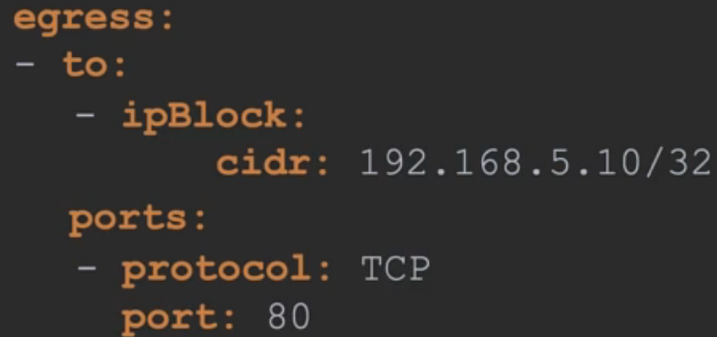 egress:
- to:
- ipBlock:
cidr: 192.168.5.10/32
ports:
- protocol: TCP
port: 80